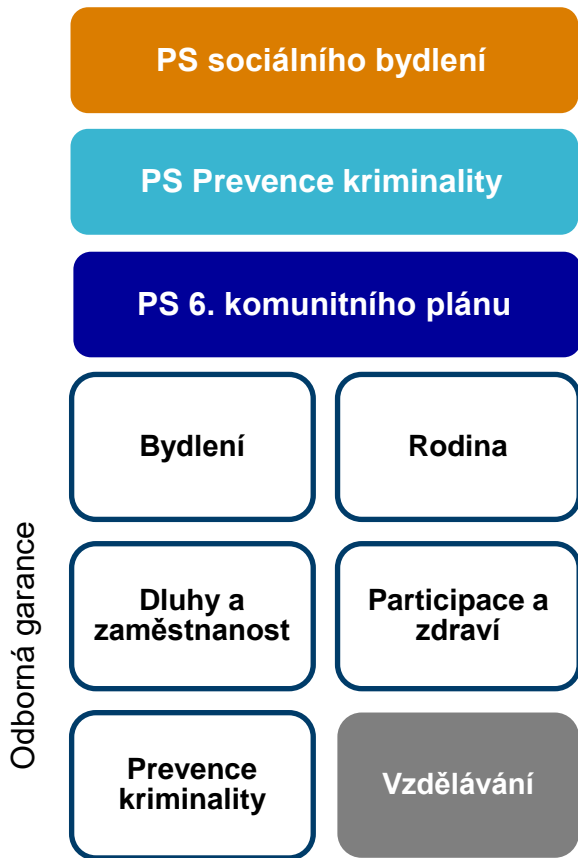 PS sociálního bydlení
PS Prevence kriminality
PS 6. komunitního plánu
Odborná garance
Bydlení
Rodina
Dluhy a
zaměstnanost
Participace a
zdraví
Prevence
kriminality
Vzdělávání